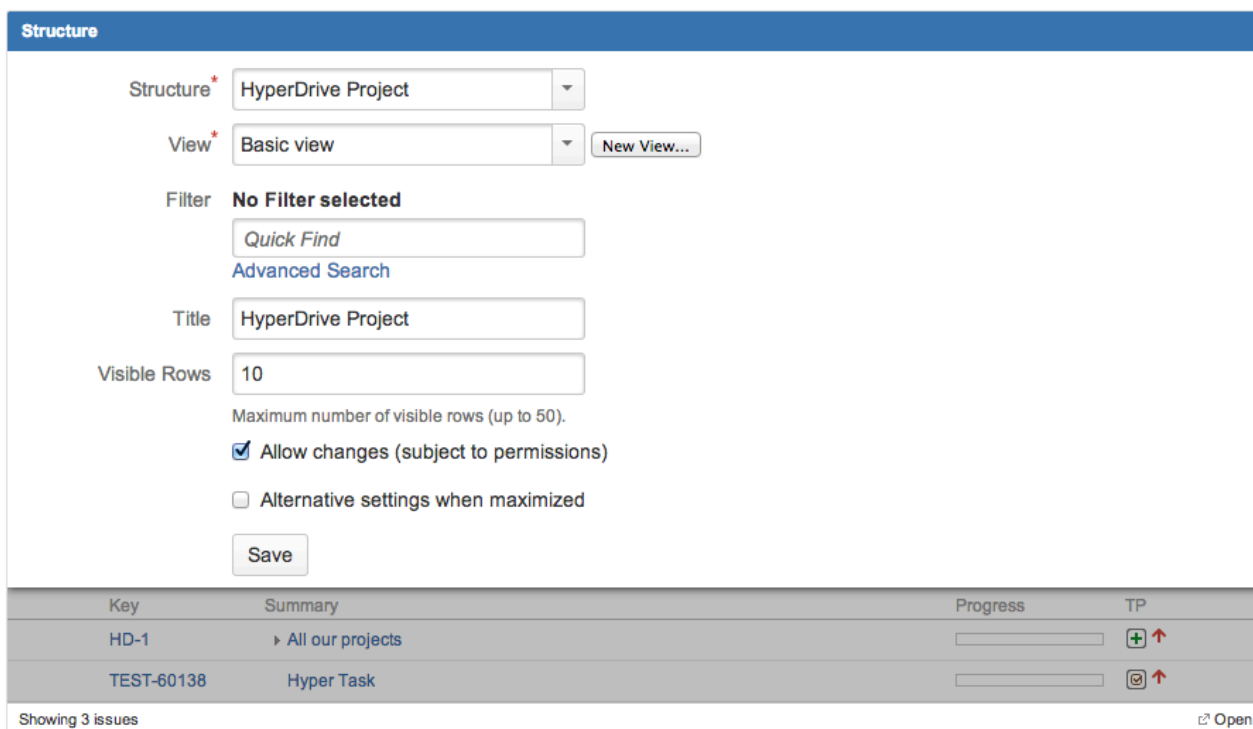 Structure
Structure* HyperDrive Project
View* Basic view New View...
Filter No Filter selected
Quick Find
Advanced Search
Title HyperDrive Project
Visible Rows 10
Maximum number of visible rows (up to 50).
Allow changes (subject to permissions)
Alternative settings when maximized
Save
Key Summary Progress TP
HD-1 All our projects
TEST-60138 Hyper Task
Showing 3 issues Open